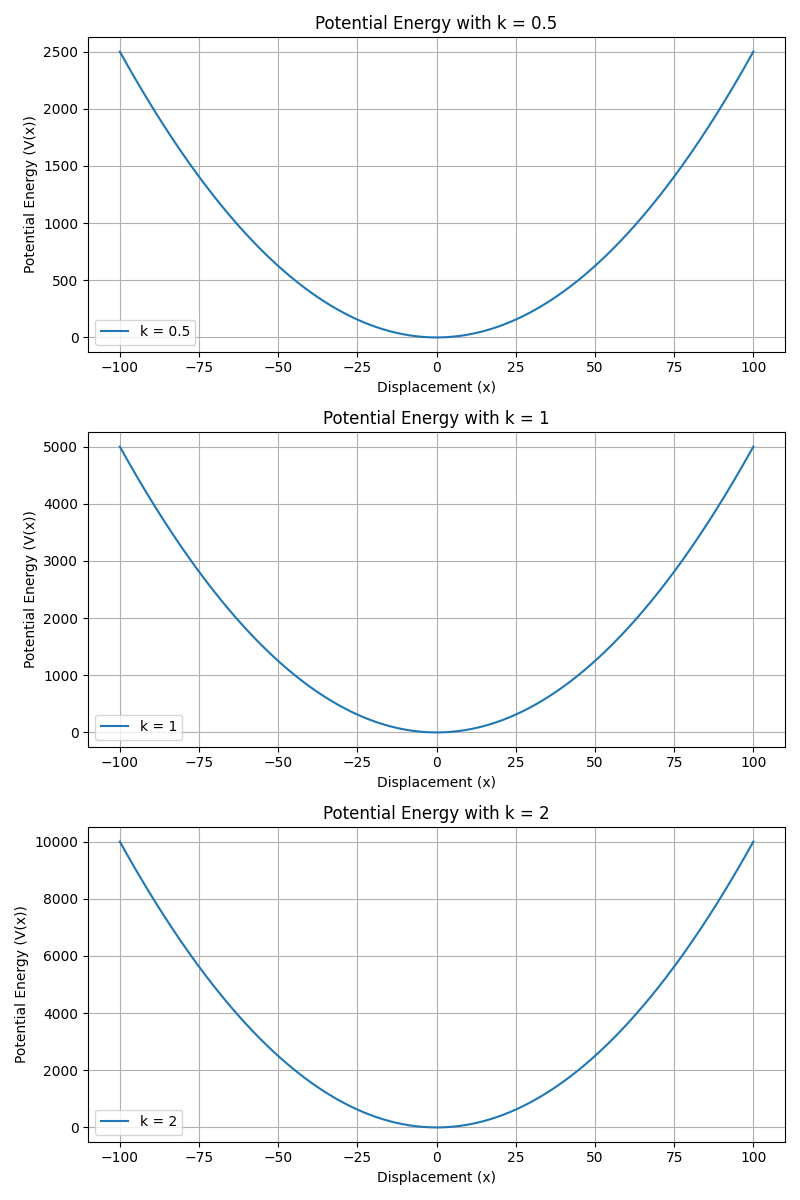 Potential Energy with k = 0.5
2500
2000
1500
1000
500
0
Potential Energy (V(x))
k = 0.5
−100 −75 −50 −25 0 25 50 75 100
Displacement (x)
Potential Energy with k = 1
5000
4000
3000
2000
1000
0
Potential Energy (V(x))
k = 1
−100 −75 −50 −25 0 25 50 75 100
Displacement (x)
Potential Energy with k = 2
10000
8000
6000
4000
2000
0
Potential Energy (V(x))
k = 2
−100 −75 −50 −25 0 25 50 75 100
Displacement (x)